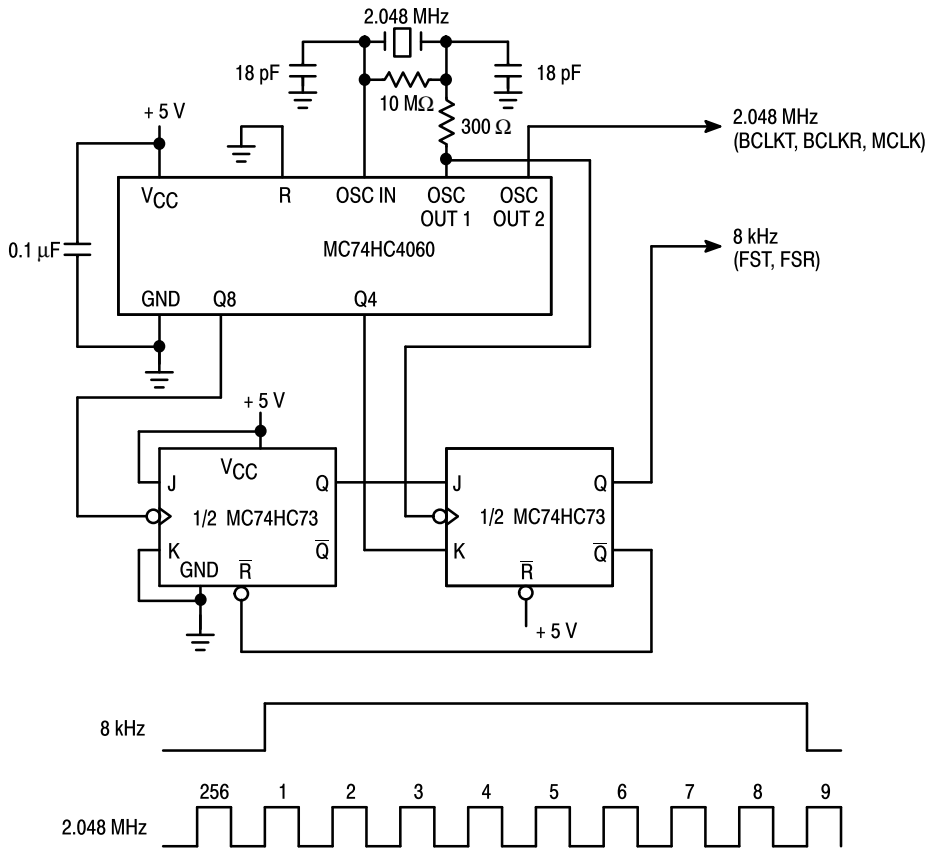 2.048 MHz
18 pF
18 pF
10 MΩ
300 Ω
+ 5 V
2.048 MHz
(BCLKT, BCLKR, MCLK)
VCC
R
OSC IN
OSC
OUT 1
OSC
OUT 2
0.1 µF
MC74HC4060
8 kHz
(FST, FSR)
GND
Q8
Q4
+ 5 V
VCC
J
Q
J
Q
1/2 MC74HC73
1/2 MC74HC73
K
Q̅
K
Q̅
GND
R̅
R̅
+ 5 V
8 kHz
256 1 2 3 4 5 6 7 8 9
2.048 MHz